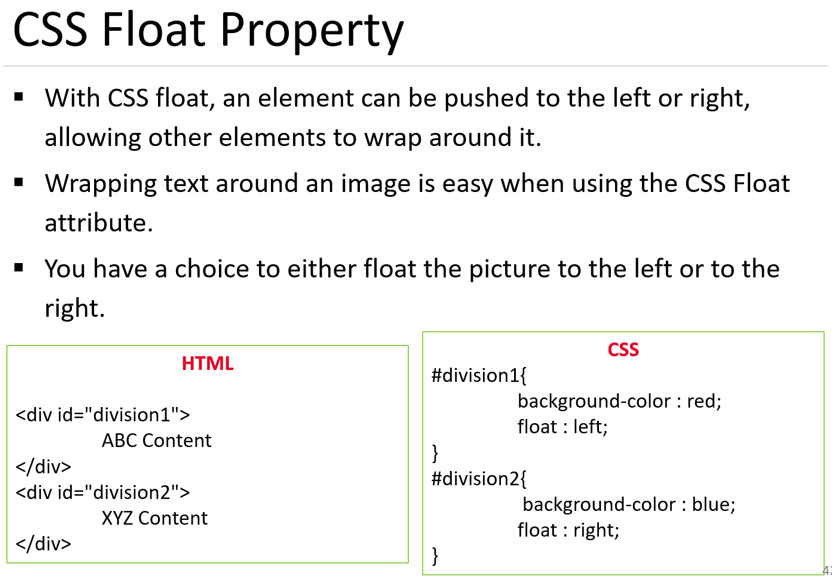 CSS Float Property
▪ With CSS float, an element can be pushed to the left or right,
allowing other elements to wrap around it.
▪ Wrapping text around an image is easy when using the CSS Float
attribute.
▪ You have a choice to either float the picture to the left or to the
right.
HTML
<div id="division1">
ABC Content
</div>
<div id="division2">
XYZ Content
</div>
CSS
#division1{
background-color : red;
float : left;
}
#division2{
background-color : blue;
float : right;
}